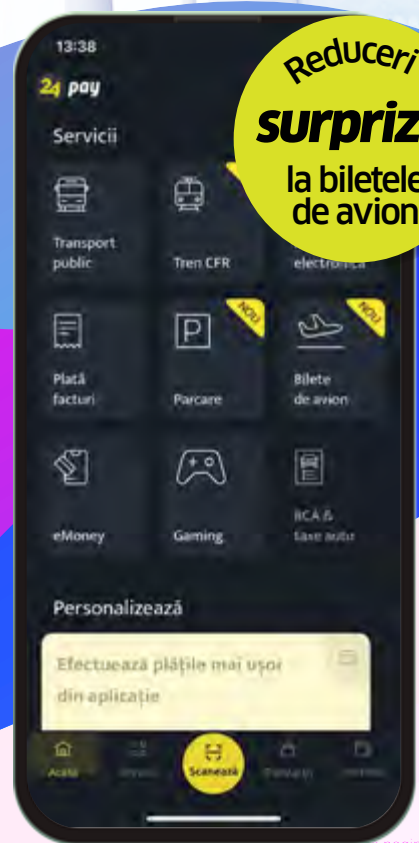 13:38
24 pay
Reduceri
surpriz
la biletele
de avion
Servicii
Transport
public
Tren CFR
electronică
Plată
facturi
NOU
Parcare
NOU
Bilete
de avion
eMoney
Gaming
RCA &
taxe auto
Personalizează
Efectuează plățile mai ușor
din aplicație
Acasă
Scanează